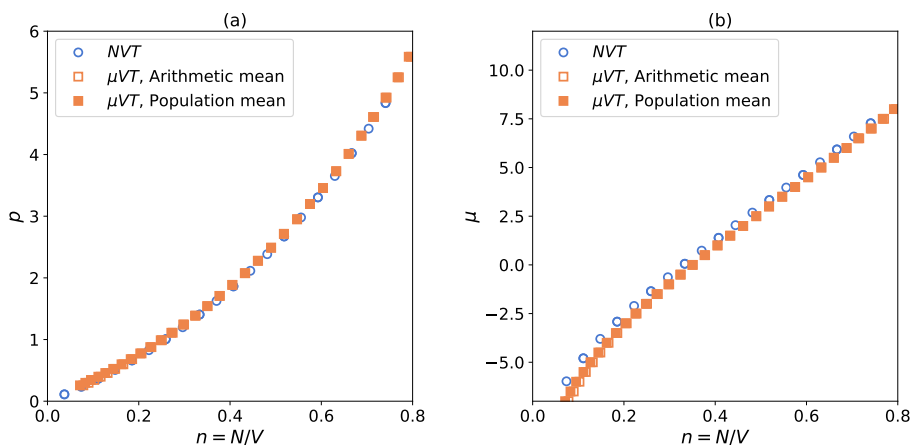 (a)
6
5
4
3
2
1
0
p
0.0 0.2 0.4 0.6 0.8
n = N/V
NVT
μVT, Arithmetic mean
μVT, Population mean
(b)
10.0
7.5
5.0
2.5
0.0
−2.5
−5.0
μ
0.0 0.2 0.4 0.6 0.8
n = N/V
NVT
μVT, Arithmetic mean
μVT, Population mean